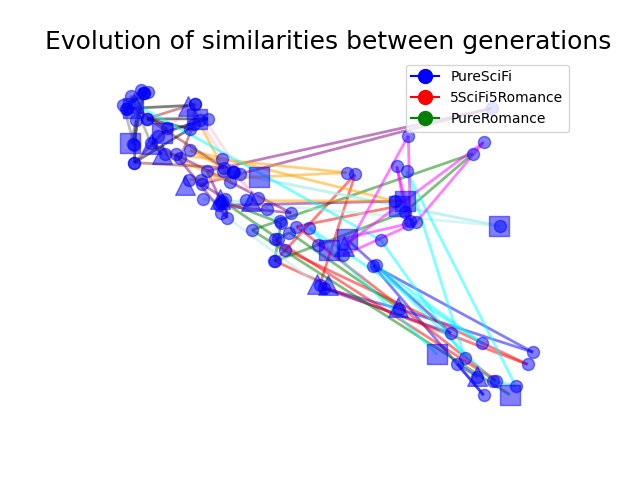 Evolution of similarities between generations
PureSciFi
5SciFi5Romance
PureRomance